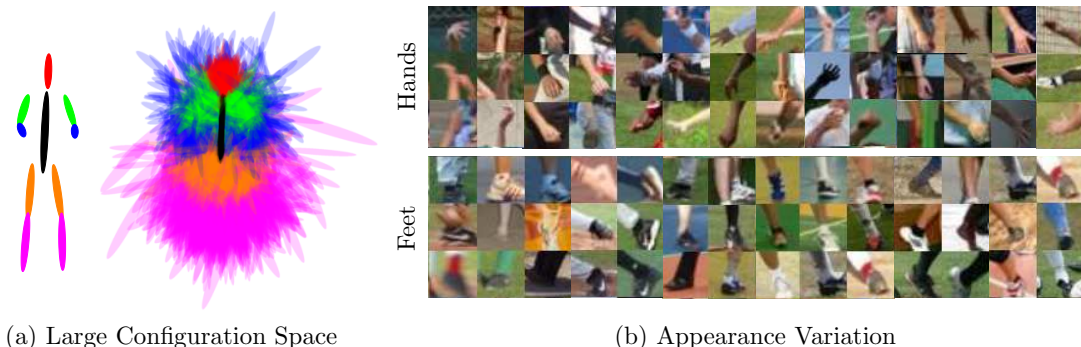 Hands
Feet
(a) Large Configuration Space
(b) Appearance Variation